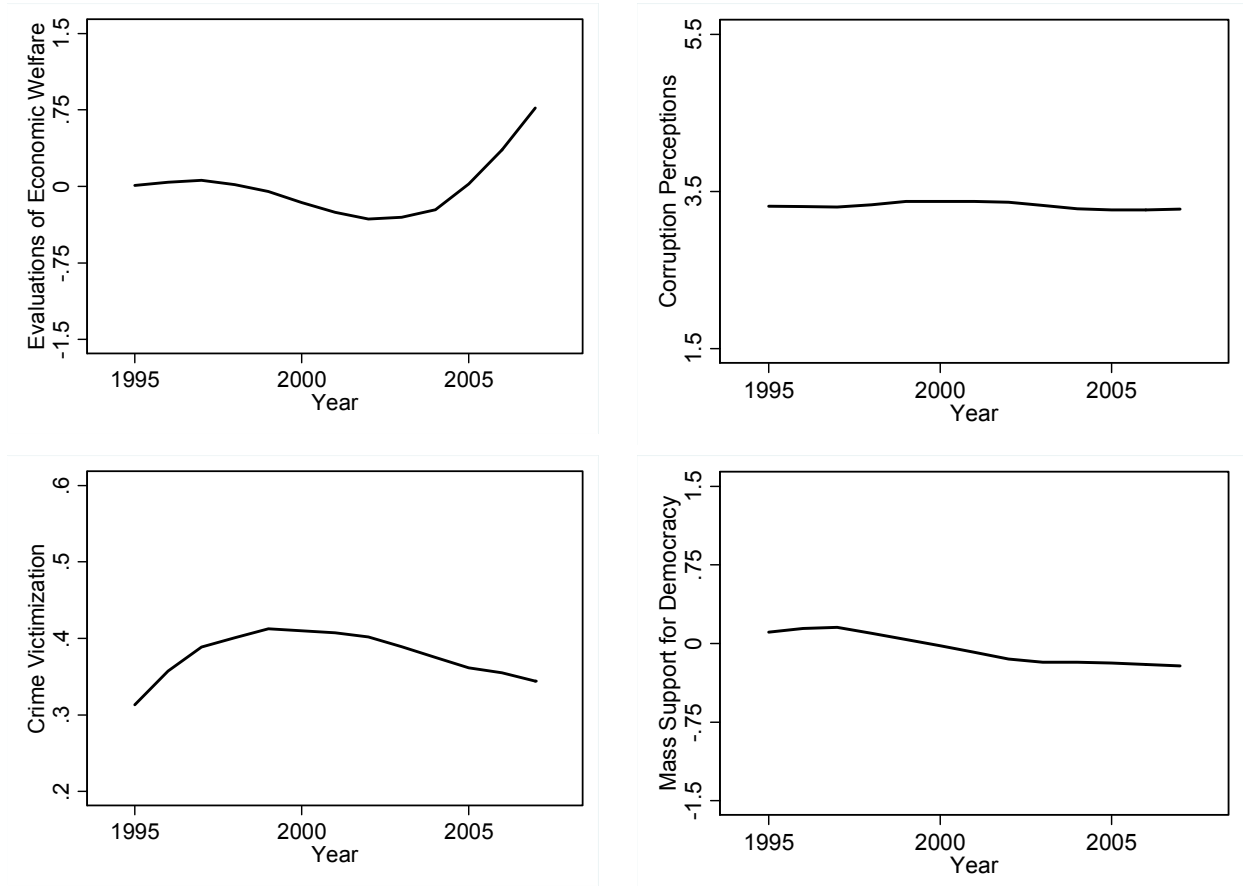 Evaluations of Economic Welfare
1.5
.75
0
-.75
-1.5
1995 2000 2005
Year
Corruption Perceptions
5.5
3.5
1.5
1995 2000 2005
Year
Crime Victimization
.6
.5
.4
.3
.2
1995 2000 2005
Year
Mass Support for Democracy
1.5
.75
0
-.75
-1.5
1995 2000 2005
Year